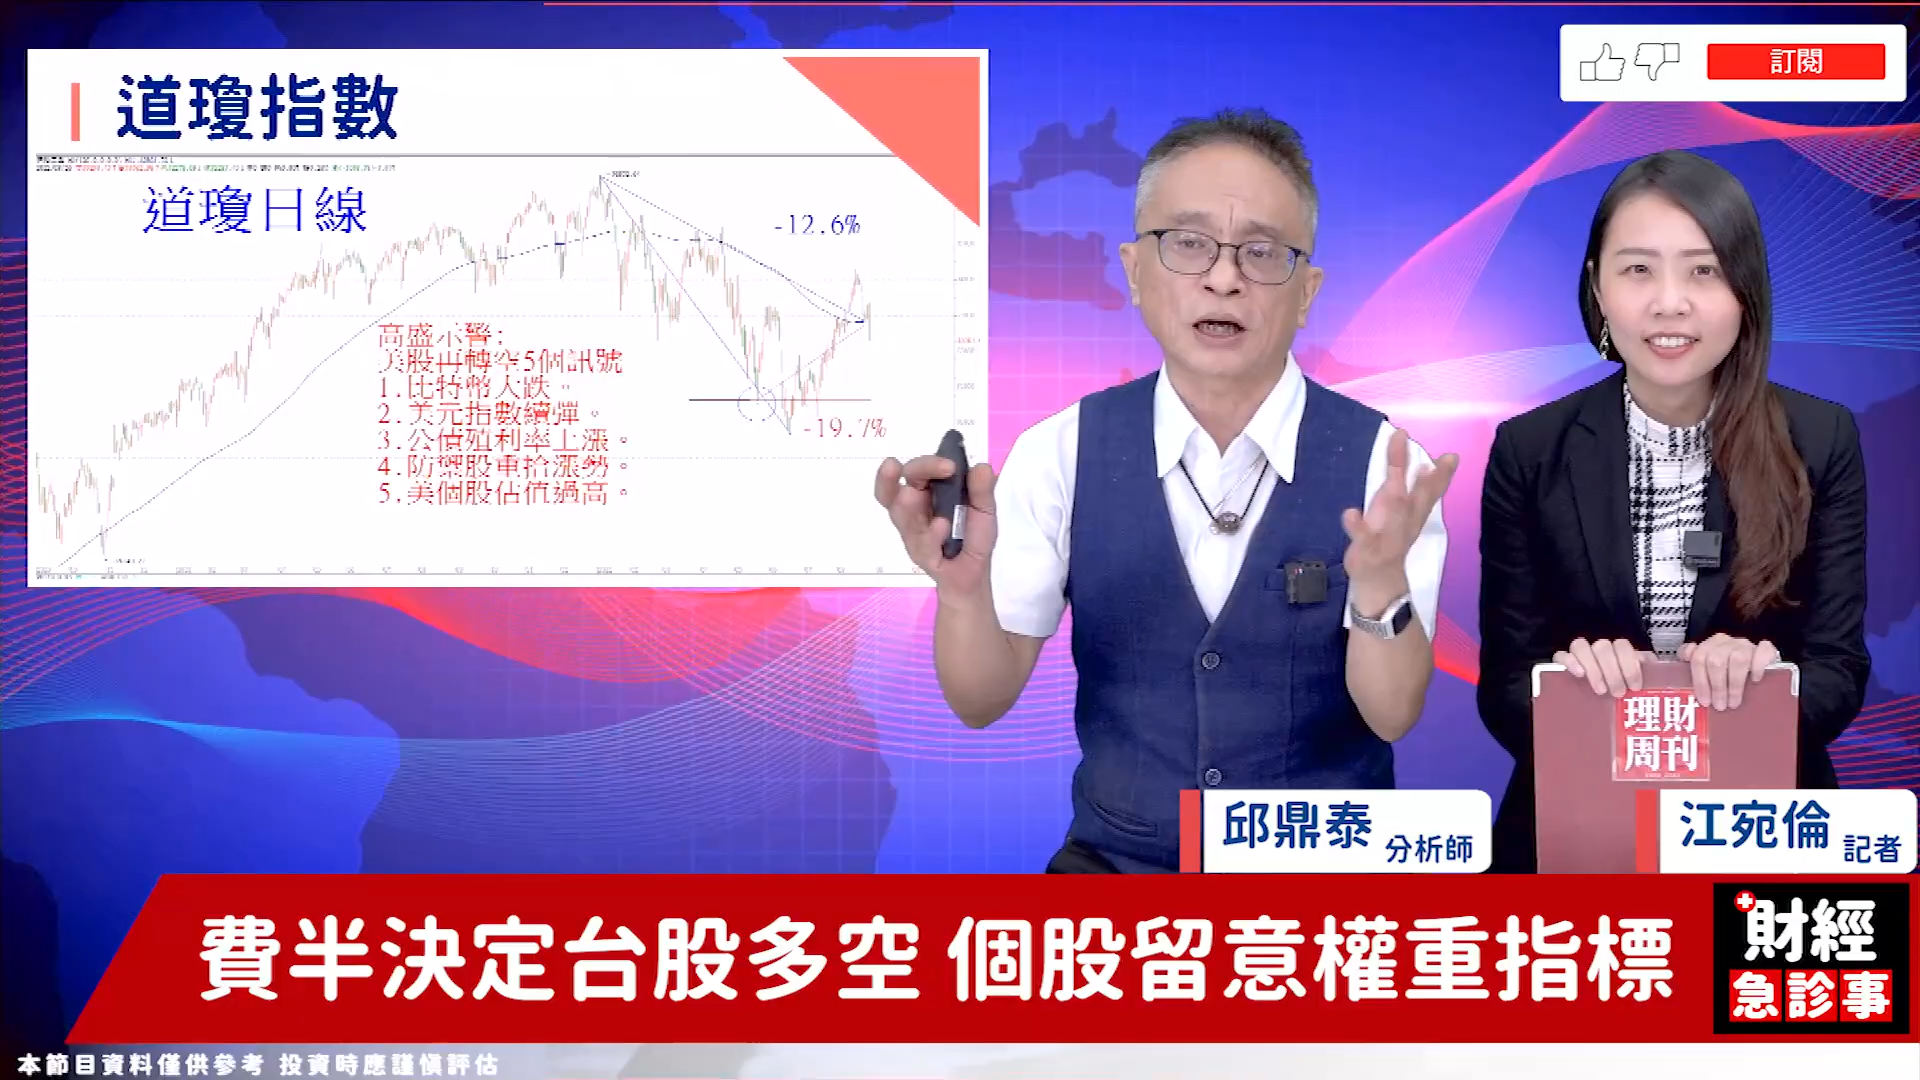 訂閱
道瓊指數
道瓊日線
-12.6%
高盛示警;
美股再轉空5個訊號
1.比特幣大跌。
2.美元指數續彈。
3.公債殖利率上漲。
4.防禦股重拾漲勢。
5.美個股估值過高。
-19.7%
理財
周刊
邱鼎泰 分析師
江宛倫 記者
費半決定台股多空 個股留意權重指標
財經
急診事
本節目資料僅供參考 投資時應謹慎評估